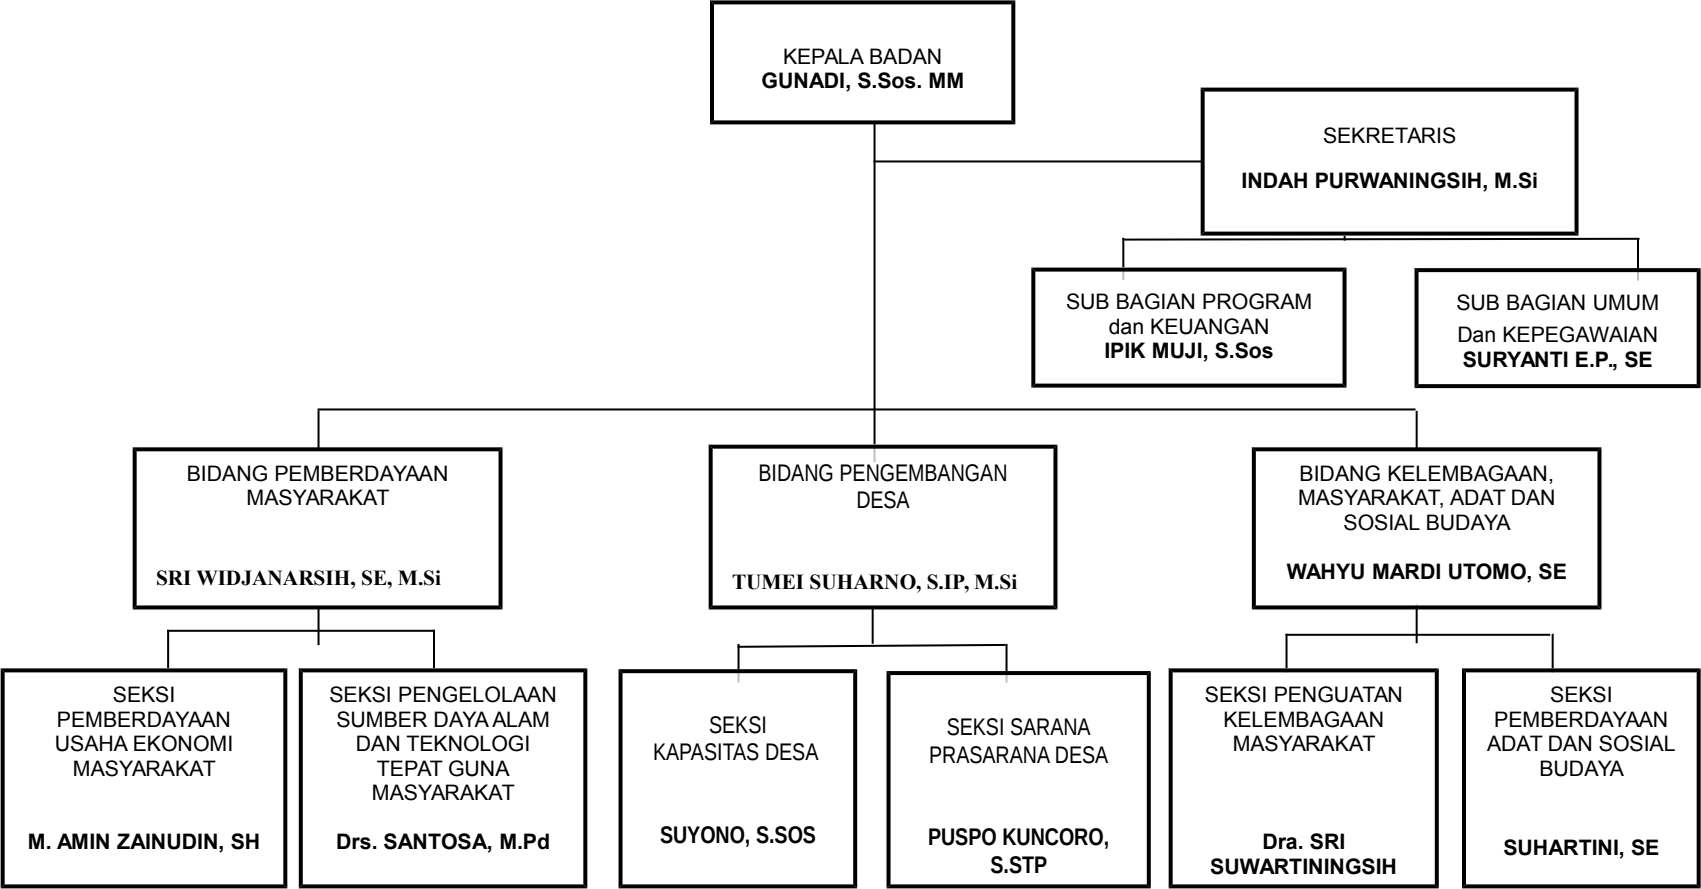 KEPALA BADAN
GUNADI, S.Sos. MM
SEKRETARIS
INDAH PURWANINGSIH, M.Si
SUB BAGIAN PROGRAM
dan KEUANGAN
IPIK MUJI, S.Sos
SUB BAGIAN UMUM
Dan KEPEGAWAIAN
SURYANTI E.P., SE
BIDANG PEMBERDAYAAN
MASYARAKAT
SRI WIDJANARSIH, SE, M.Si
BIDANG PENGEMBANGAN
DESA
TUMEI SUHARNO, S.IP, M.Si
BIDANG KELEMBAGAAN,
MASYARAKAT, ADAT DAN
SOSIAL BUDAYA
WAHYU MARDI UTOMO, SE
SEKSI
PEMBERDAYAAN
USAHA EKONOMI
MASYARAKAT
M. AMIN ZAINUDIN, SH
SEKSI PENGELOLAAN
SUMBER DAYA ALAM
DAN TEKNOLOGI
TEPAT GUNA
MASYARAKAT
Drs. SANTOSA, M.Pd
SEKSI
KAPASITAS DESA
SUYONO, S.SOS
SEKSI SARANA
PRASARANA DESA
PUSPO KUNCORO,
S.STP
SEKSI PENGUATAN
KELEMBAGAAN
MASYARAKAT
Dra. SRI
SUWARTININGSIH
SEKSI
PEMBERDAYAAN
ADAT DAN SOSIAL
BUDAYA
SUHARTINI, SE